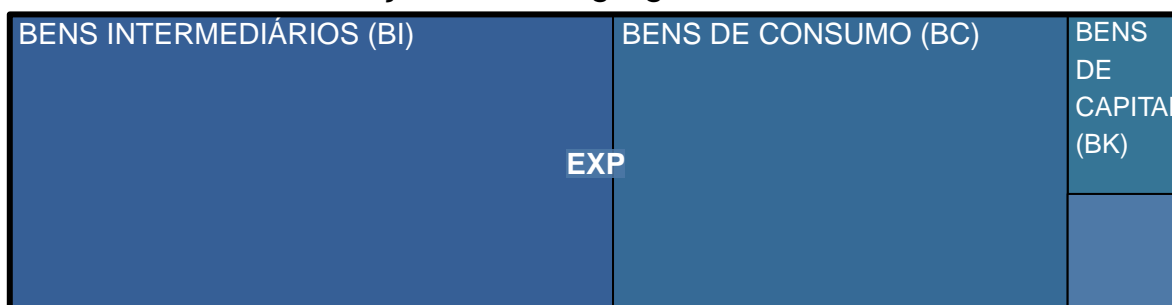 BENS INTERMEDIÁRIOS (BI)
BENS DE CONSUMO (BC)
BENS
DE
CAPITAL
(BK)
EXP